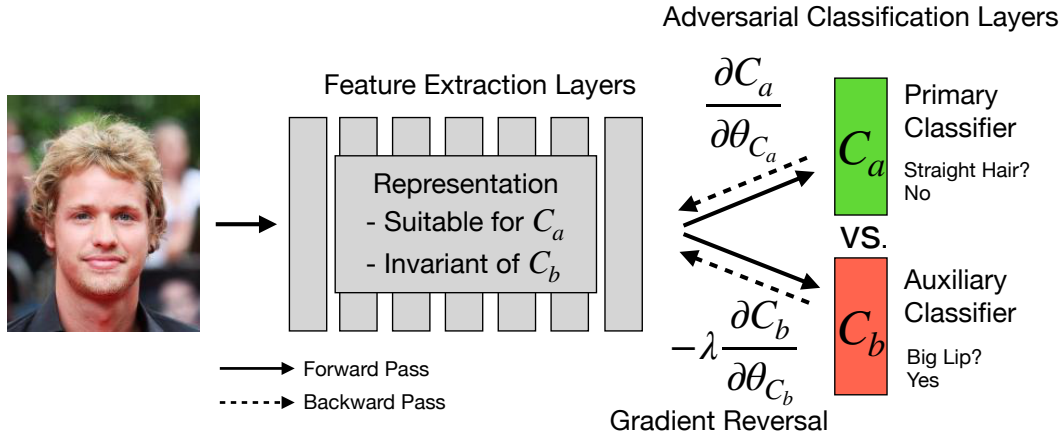 Adversarial Classification Layers
Feature Extraction Layers
Representation
- Suitable for C_a
- Invariant of C_b
∂C_a
∂θ_{C_a}
C_a
Primary
Classifier
Straight Hair?
No
vs.
C_b
Auxiliary
Classifier
Big Lip?
Yes
-λ ∂C_b
∂θ_{C_b}
Gradient Reversal
Forward Pass
Backward Pass